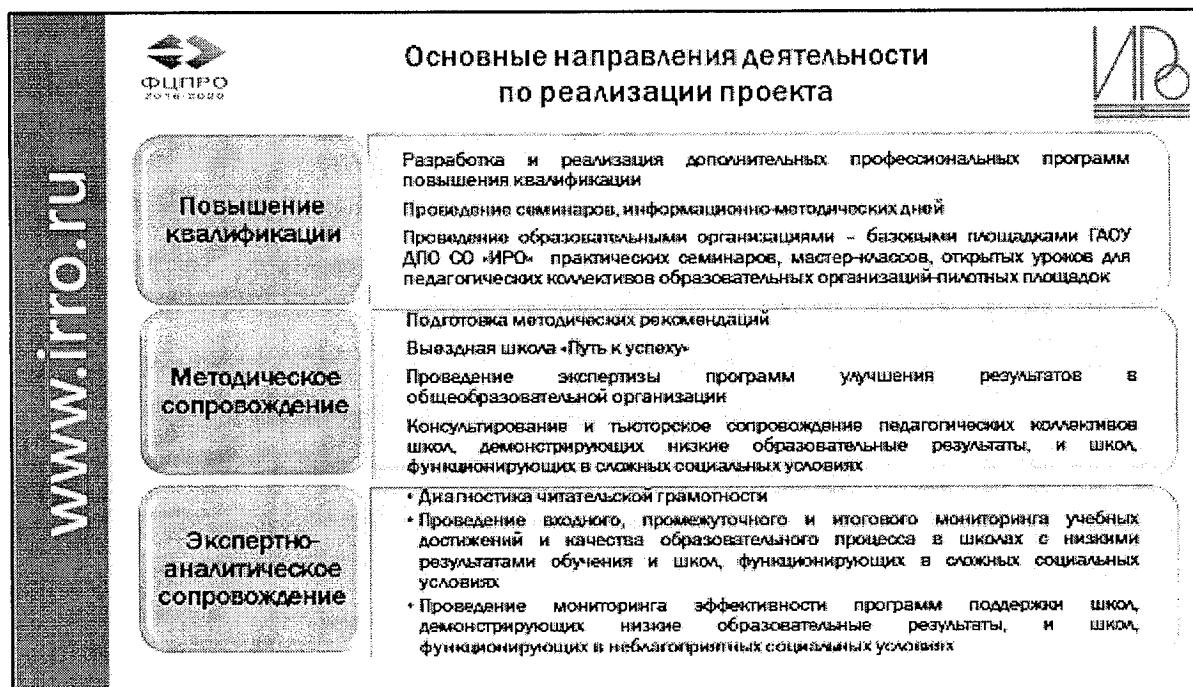 www.irro.ru
ФЦПРО
2016-2020
Основные направления деятельности
по реализации проекта
ИРО
Повышение
квалификации
Разработка и реализация дополнительных профессиональных программ
повышения квалификации
Проведение семинаров, информационно-методических дней
Проведение образовательными организациями – базовыми площадками ГАОУ
ДПО СО «ИРО» практических семинаров, мастер-классов, открытых уроков для
педагогических коллективов образовательных организаций-пилотных площадок
Методическое
сопровождение
Подготовка методических рекомендаций
Выездная школа «Путь к успеху»
Проведение экспертизы программ улучшения результатов в
общеобразовательной организации
Консультирование и тьюторское сопровождение педагогических коллективов
школ, демонстрирующих низкие образовательные результаты, и школ,
функционирующих в сложных социальных условиях
Экспертно-
аналитическое
сопровождение
• Диагностика читательской грамотности
• Проведение входного, промежуточного и итогового мониторинга учебных
достижений и качества образовательного процесса в школах с низкими
результатами обучения и школ, функционирующих в сложных социальных
условиях
• Проведение мониторинга эффективности программ поддержки школ,
демонстрирующих низкие образовательные результаты, и школ,
функционирующих в неблагоприятных социальных условиях